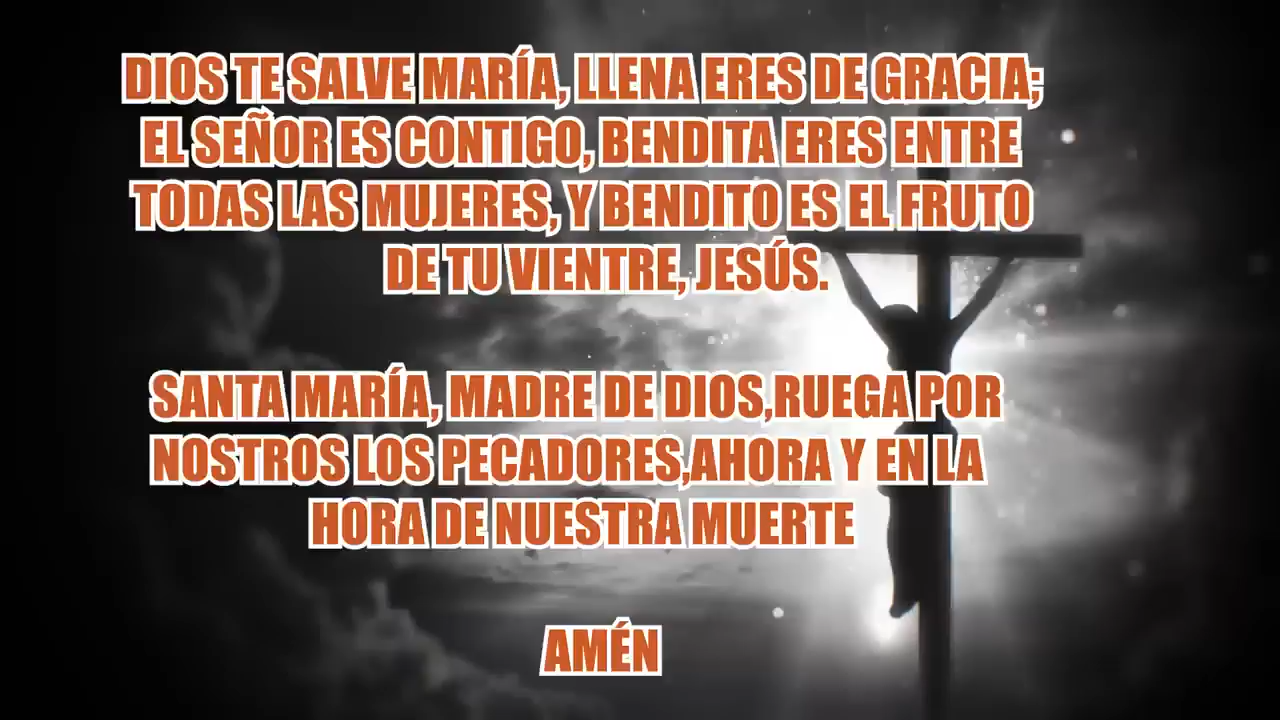 DIOS TE SALVE MARÍA, LLENA ERES DE GRACIA;
EL SEÑOR ES CONTIGO, BENDITA ERES ENTRE
TODAS LAS MUJERES, Y BENDITO ES EL FRUTO
DE TU VIENTRE, JESÚS.
SANTA MARÍA, MADRE DE DIOS,RUEGA POR
NOSTROS LOS PECADORES,AHORA Y EN LA
HORA DE NUESTRA MUERTE
AMÉN